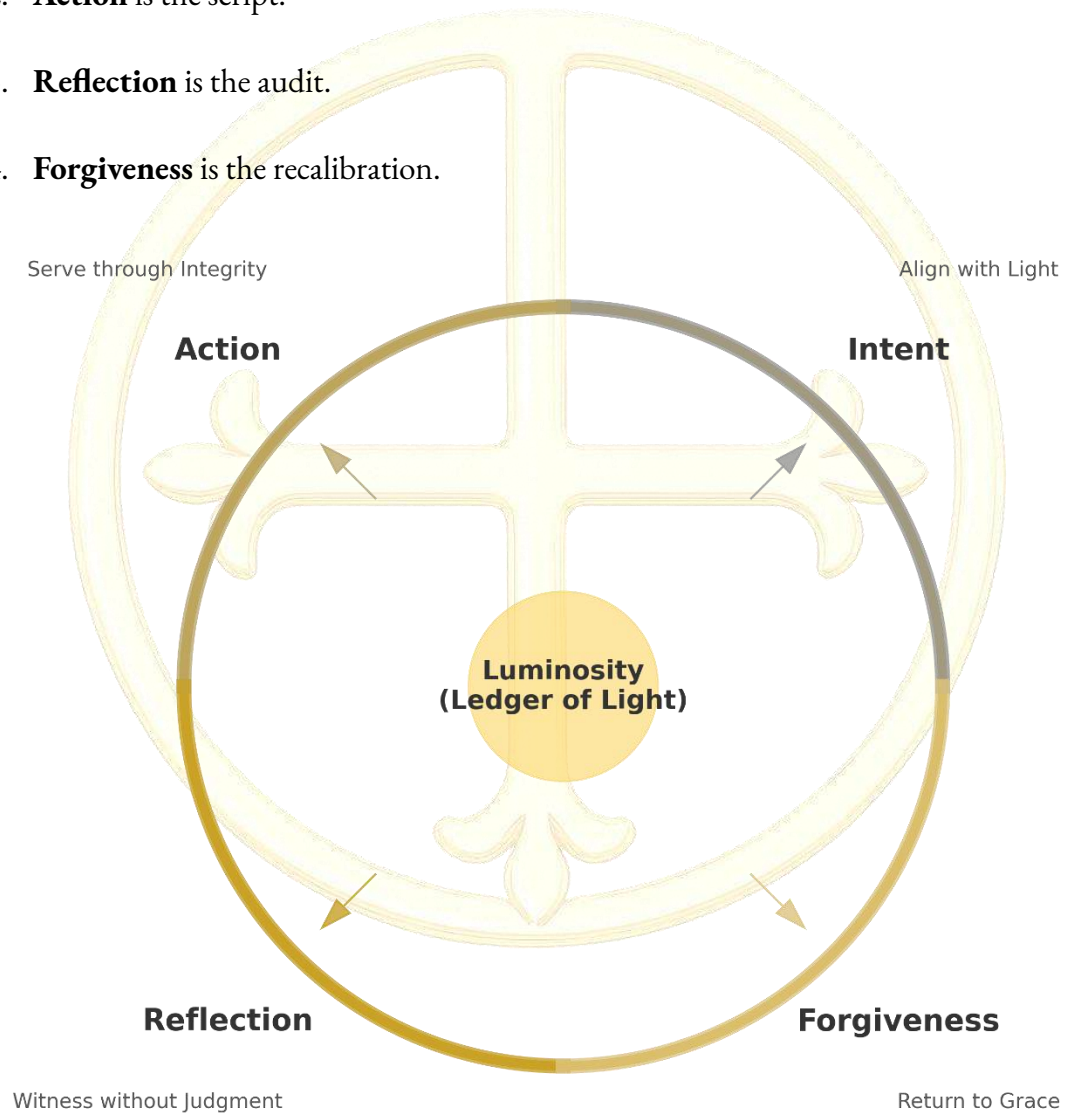 . Action is the script.
. Reflection is the audit.
. Forgiveness is the recalibration.
Serve through Integrity
Align with Light
Action
Intent
Luminosity
(Ledger of Light)
Reflection
Forgiveness
Witness without Judgment
Return to Grace